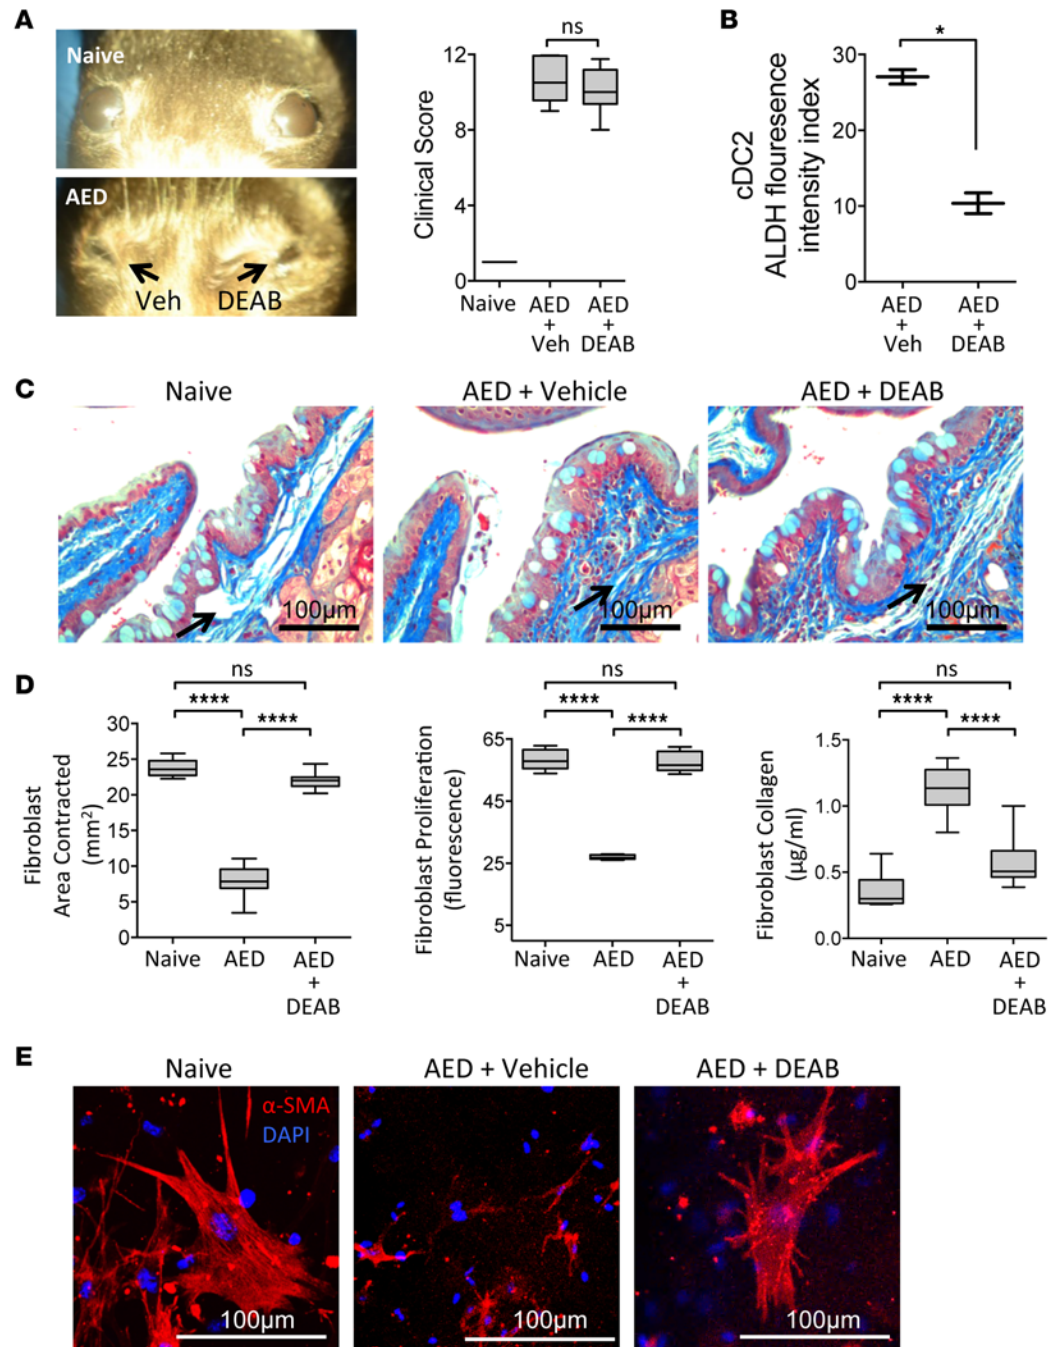 A
Naive
AED
Veh
DEAB
Clinical Score
12
8
4
0
ns
Naive
AED
+
Veh
AED
+
DEAB
B
cDC2
ALDH flouresence
intensity index
30
20
10
0
*
AED
+
Veh
AED
+
DEAB
C
Naive
AED + Vehicle
AED + DEAB
100µm
100µm
100µm
D
Fibroblast
Area Contracted
(mm²)
30
25
20
15
10
5
0
ns
****
****
Naive
AED
AED
+
DEAB
Fibroblast Proliferation
(fluorescence)
65
45
25
5
ns
****
****
Naive
AED
AED
+
DEAB
Fibroblast Collagen
(µg/ml)
1.5
1.0
0.5
0.0
ns
****
****
Naive
AED
AED
+
DEAB
E
Naive
AED + Vehicle
AED + DEAB
α-SMA
DAPI
100µm
100µm
100µm